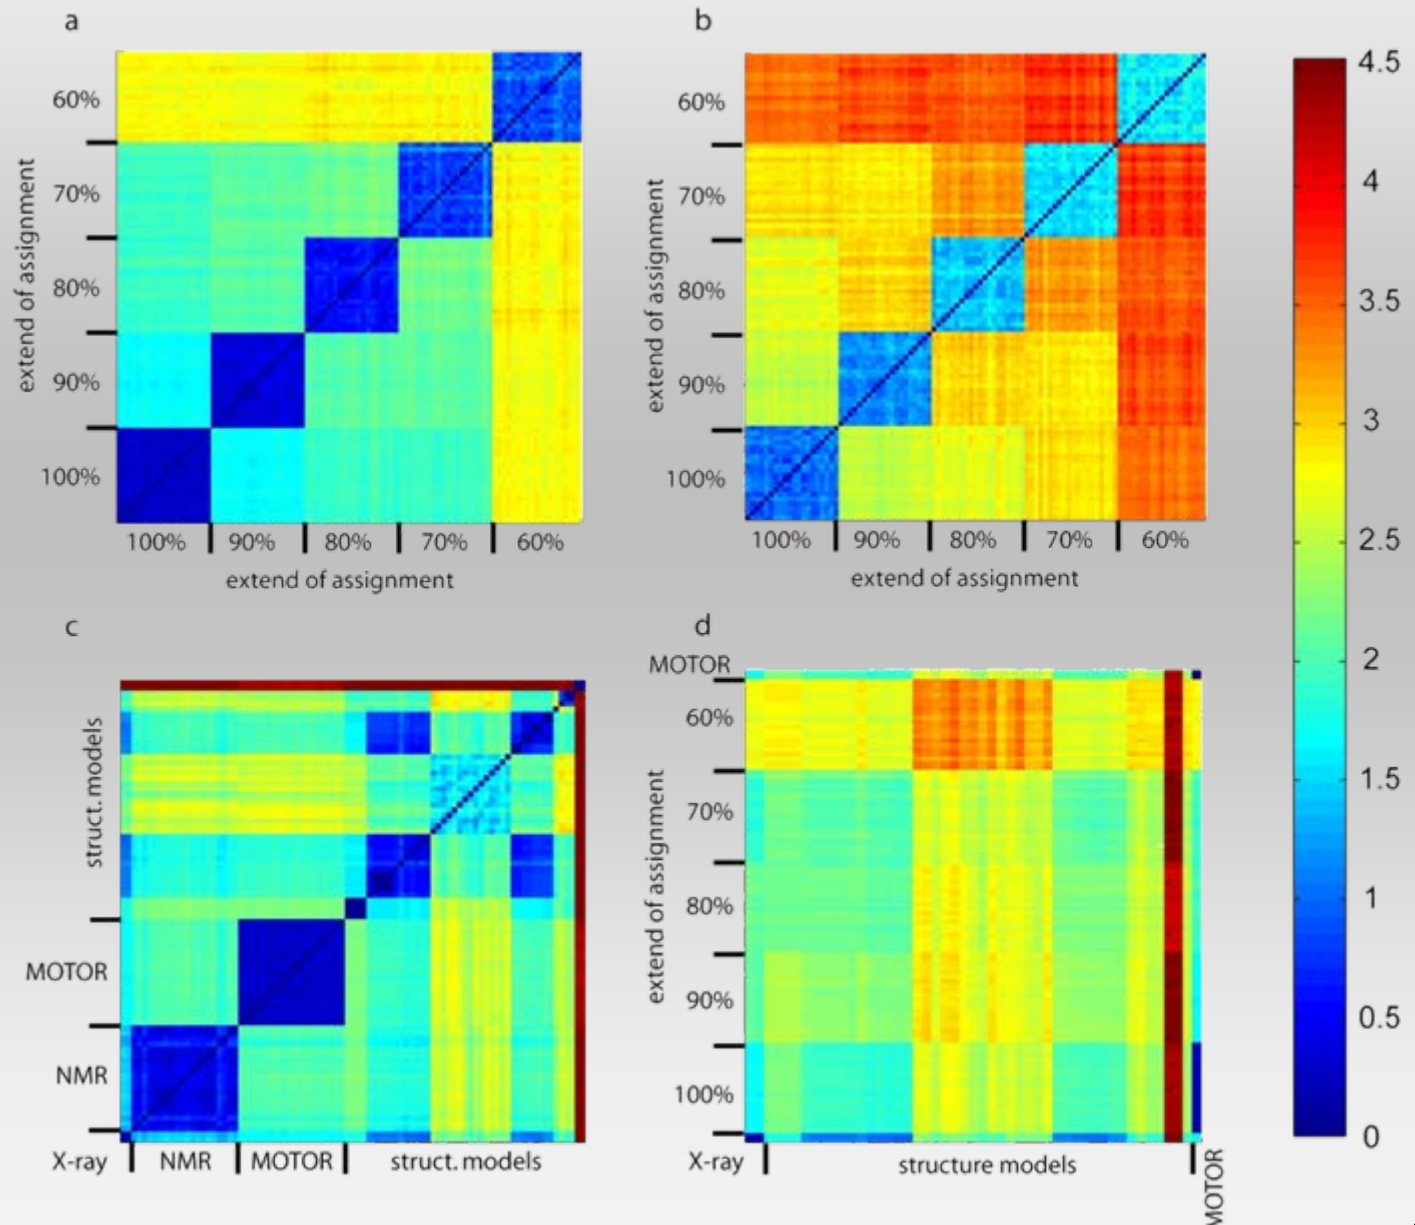 a
b
60%
70%
80%
90%
100%
extend of assignment
100% 90% 80% 70% 60%
extend of assignment
60%
70%
80%
90%
100%
extend of assignment
100% 90% 80% 70% 60%
extend of assignment
4.5
4
3.5
3
2.5
2
1.5
1
0.5
0
c
d
struct. models
MOTOR
NMR
X-ray NMR MOTOR struct. models
MOTOR
60%
70%
80%
90%
100%
extend of assignment
X-ray structure models MOTOR